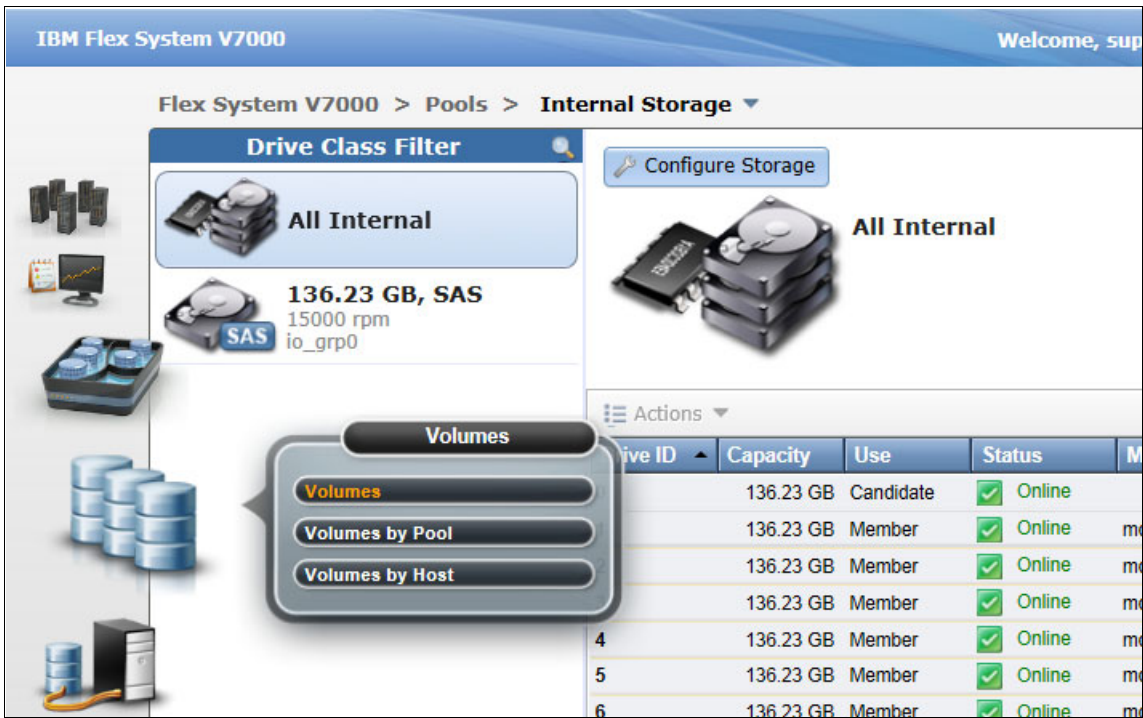 IBM Flex System V7000
Welcome, sup
Flex System V7000 > Pools > Internal Storage
Drive Class Filter
All Internal
136.23 GB, SAS
15000 rpm
io_grp0
SAS
Configure Storage
All Internal
Actions
Volumes
Volumes
Volumes by Pool
Volumes by Host
ive ID Capacity Use Status M
136.23 GB Candidate Online
136.23 GB Member Online mo
136.23 GB Member Online mo
136.23 GB Member Online mo
4 136.23 GB Member Online mo
5 136.23 GB Member Online mo
6 136.23 GB Member Online mo